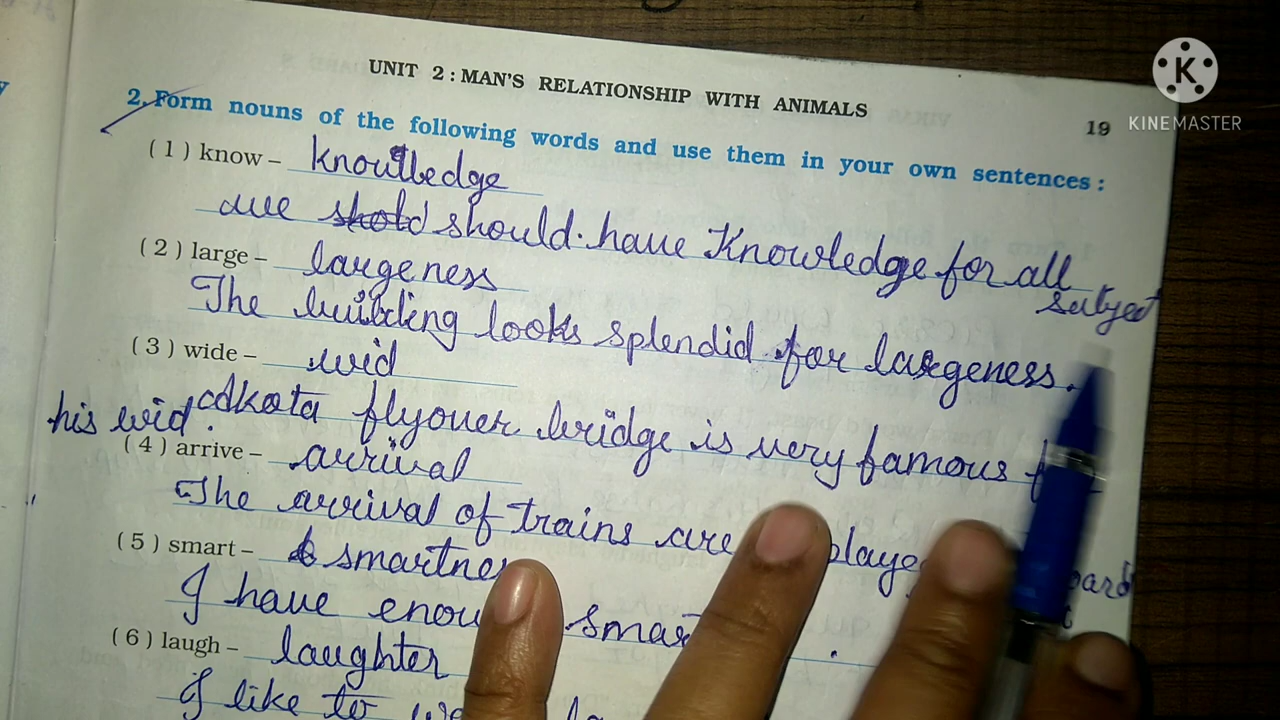 UNIT 2 : MAN'S RELATIONSHIP WITH ANIMALS
19
KINEMASTER
2. Form nouns of the following words and use them in your own sentences :
( 1 ) know – knowledge
we should have Knowledge for all
subject
( 2 ) large – largeness
The building looks splendid for largeness.
( 3 ) wide – wid
flyover bridge is very famous
his wid.
( 4 ) arrive – arrival
The arrival of trains are
( 5 ) smart –
I have
( 6 ) laugh – laughter
I like to